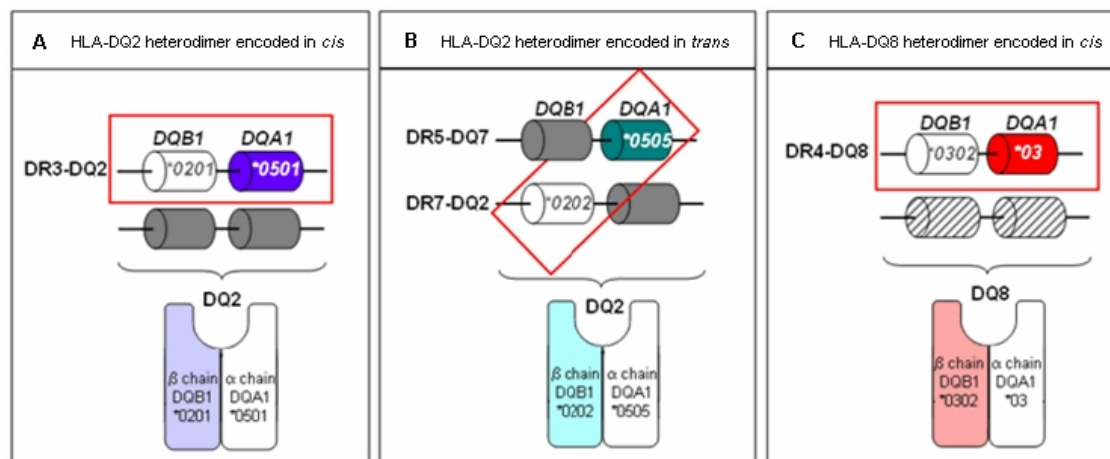 A HLA-DQ2 heterodimer encoded in cis
DQB1 DQA1
DR3-DQ2 *0201 *0501
DQ2
β chain α chain
DQB1 DQA1
*0201 *0501
B HLA-DQ2 heterodimer encoded in trans
DQB1 DQA1
DR5-DQ7 *0505
DR7-DQ2 *0202
DQ2
β chain α chain
DQB1 DQA1
*0202 *0505
C HLA-DQ8 heterodimer encoded in cis
DQB1 DQA1
DR4-DQ8 *0302 *03
DQ8
β chain α chain
DQB1 DQA1
*0302 *03